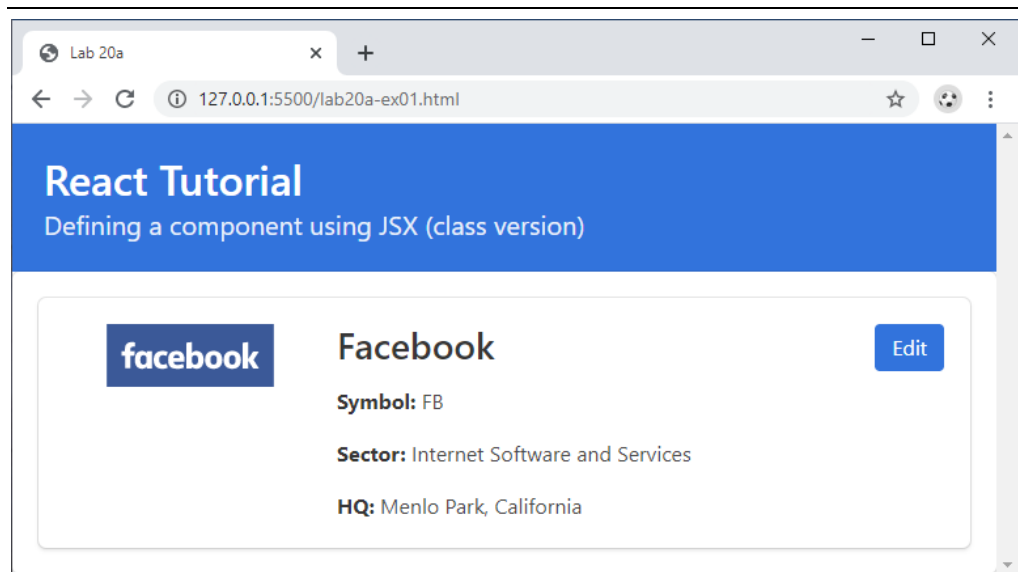 Lab 20a
127.0.0.1:5500/lab20a-ex01.html
React Tutorial
Defining a component using JSX (class version)
facebook
Facebook
Edit
Symbol: FB
Sector: Internet Software and Services
HQ: Menlo Park, California